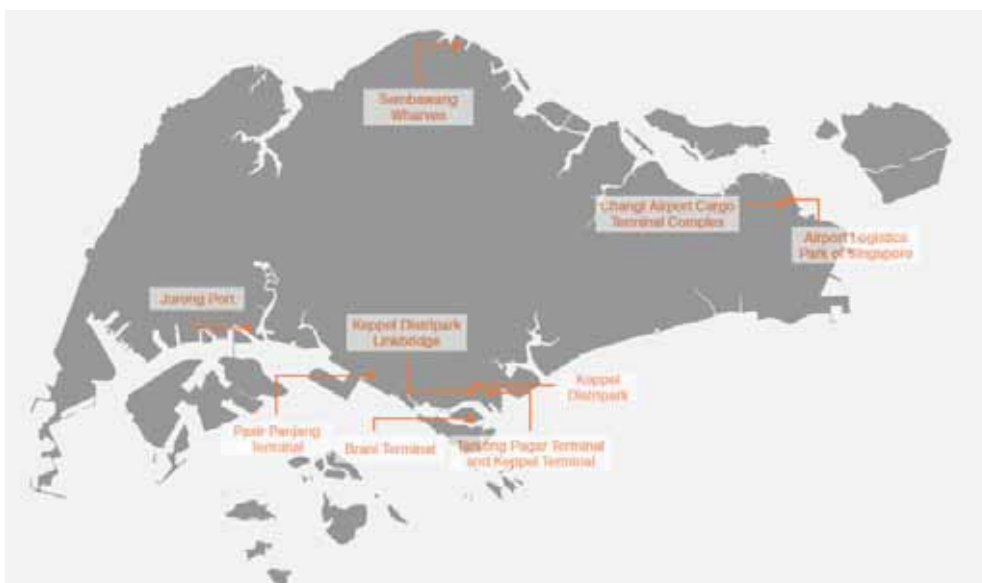 Sembawang
Wharves
Changi Airport Cargo
Terminal Complex
Airport Logistics
Park of Singapore
Jurong Port
Keppel Distripark
Linkbridge
Keppel
Distripark
Pasir Panjang
Terminal
Brani Terminal
Tanjong Pagar Terminal
and Keppel Terminal